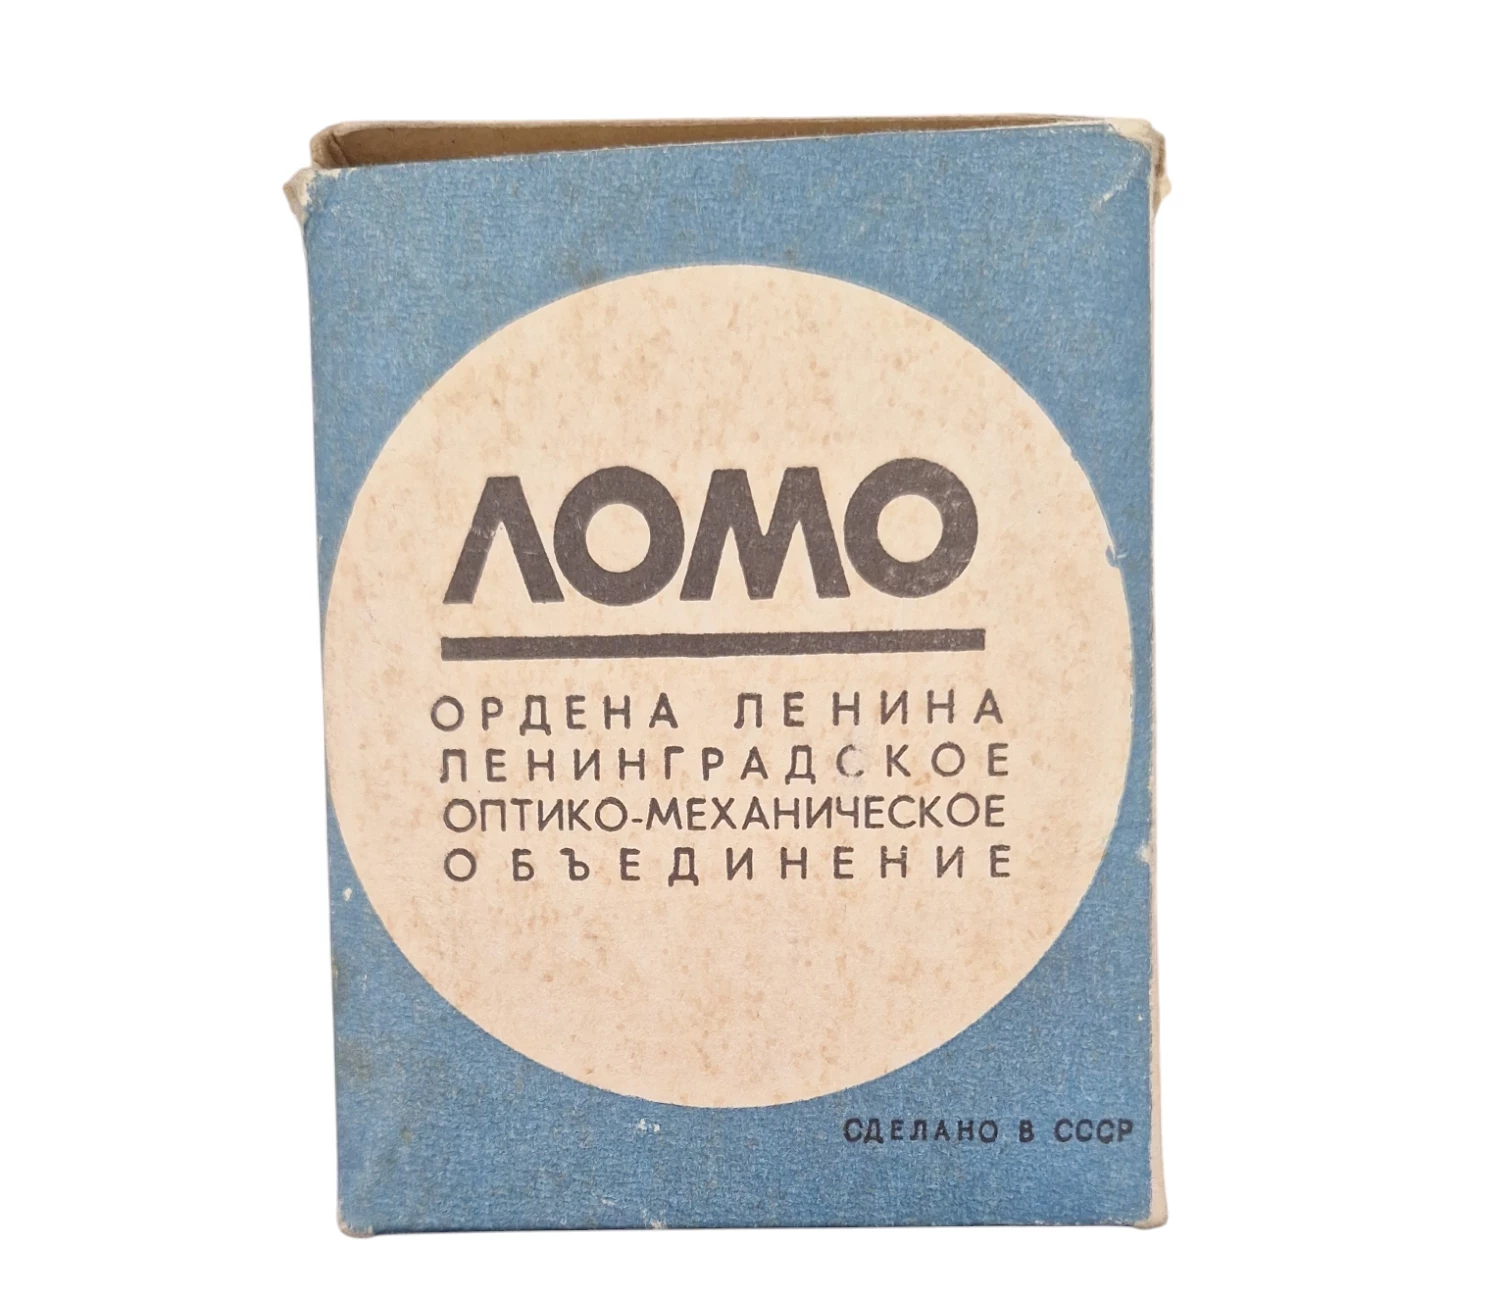 ЛОМО
ОРДЕНА ЛЕНИНА
ЛЕНИНГРАДСКОЕ
ОПТИКО-МЕХАНИЧЕСКОЕ
ОБЪЕДИНЕНИЕ
СДЕЛАНО В СССР